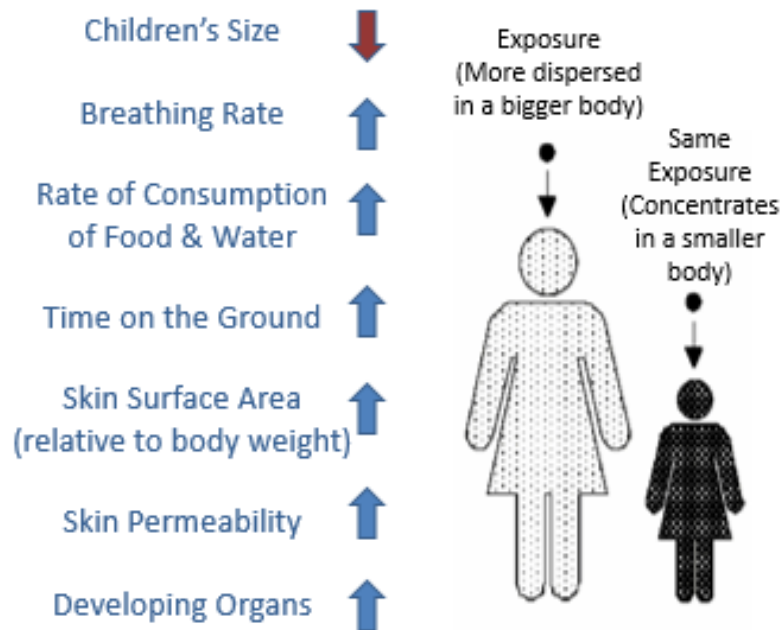 Children's Size
Breathing Rate
Rate of Consumption
of Food & Water
Time on the Ground
Skin Surface Area
(relative to body weight)
Skin Permeability
Developing Organs
Exposure
(More dispersed
in a bigger body)
Same
Exposure
(Concentrates
in a smaller
body)